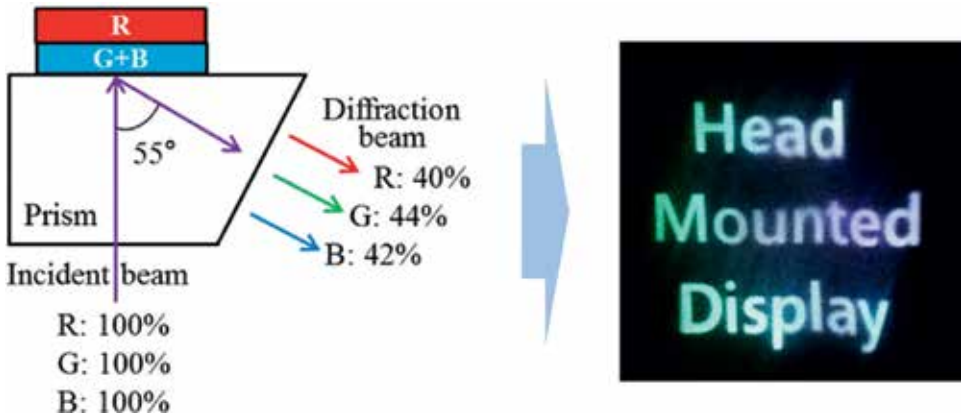 R
G+B
55°
Prism
Incident beam
R: 100%
G: 100%
B: 100%
Diffraction
beam
R: 40%
G: 44%
B: 42%
Head
Mounted
Display